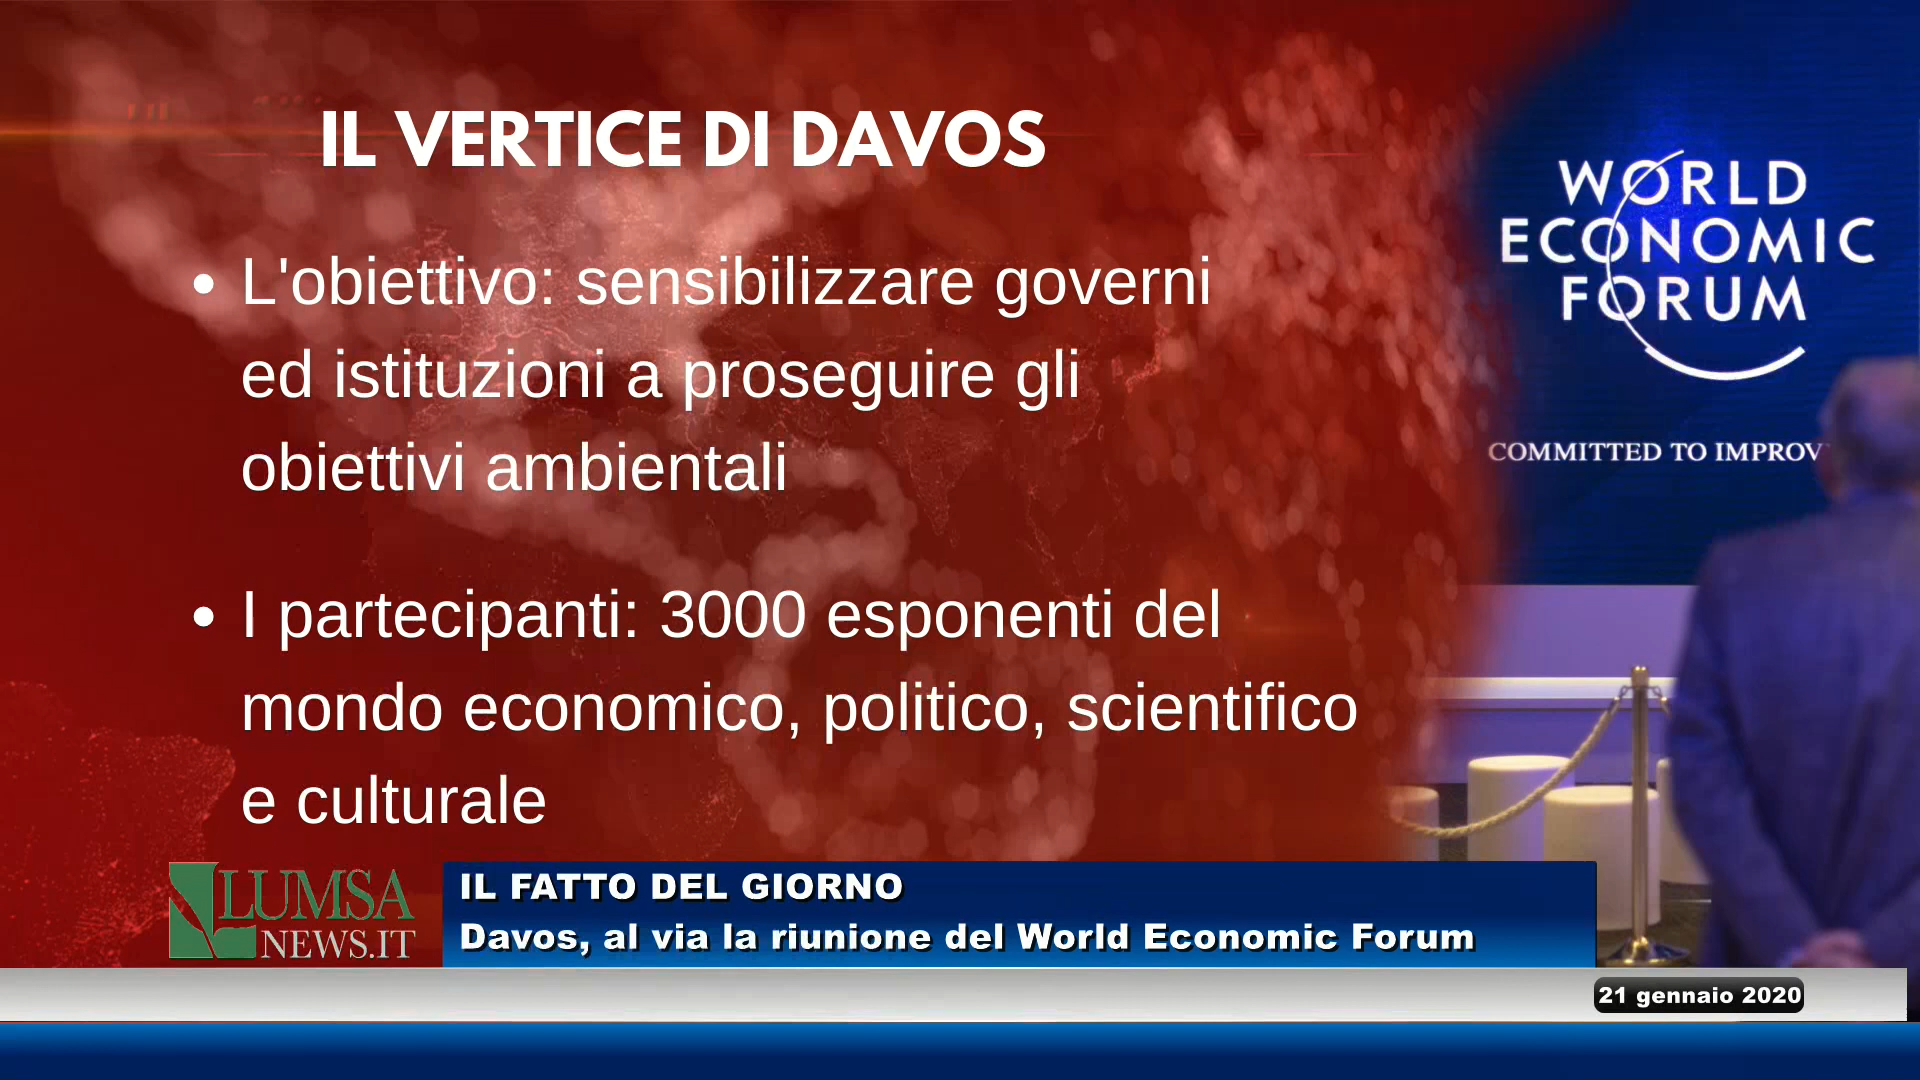 IL VERTICE DI DAVOS
• L'obiettivo: sensibilizzare governi
ed istituzioni a proseguire gli
obiettivi ambientali
• I partecipanti: 3000 esponenti del
mondo economico, politico, scientifico
e culturale
WORLD
ECONOMIC
FORUM
COMMITTED TO IMPROV
LUMSA
NEWS.IT
IL FATTO DEL GIORNO
Davos, al via la riunione del World Economic Forum
21 gennaio 2020